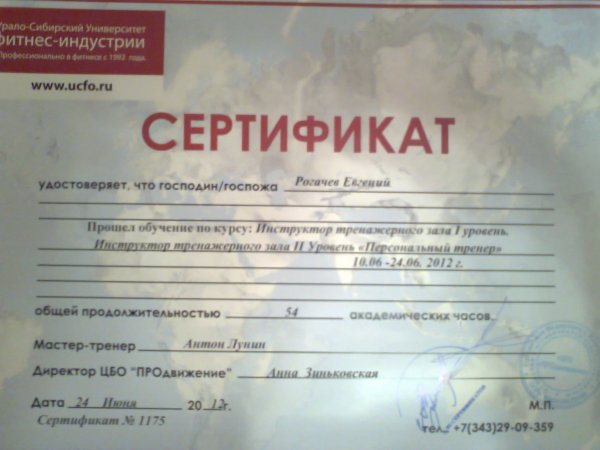 Урало-Сибирский Университет
фитнес-индустрии
Профессионально в фитнесе с 1992 года.
www.ucfo.ru
СЕРТИФИКАТ
удостоверяет, что господин/госпожа Рогачев Евгений
Прошел обучение по курсу: Инструктор тренажерного зала I уровень.
Инструктор тренажерного зала II Уровень «Персональный тренер»
10.06 -24.06. 2012 г.
общей продолжительностью 54 академических часов.
Мастер-тренер Антон Лунин
Директор ЦБО "ПРОдвижение" Анна Зиньковская
Дата 24 Июня 2012г. М.П.
Сертификат № 1175 тел. +7(343)29-09-359